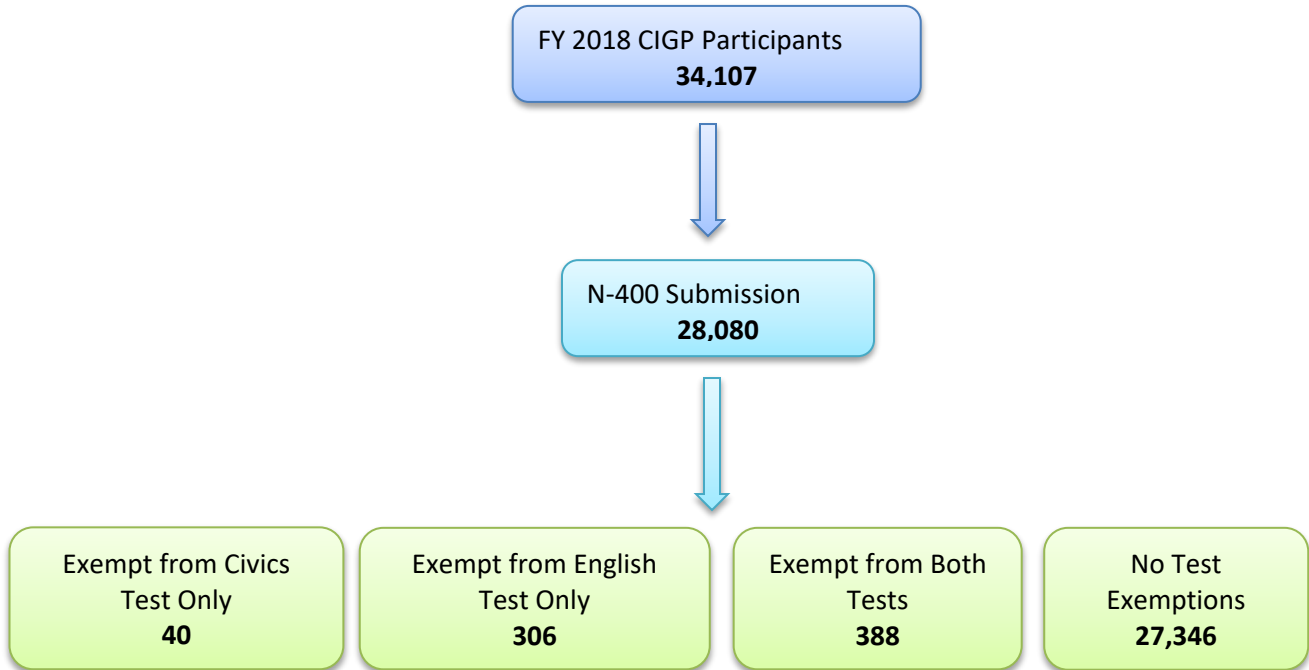 FY 2018 CIGP Participants
34,107
N-400 Submission
28,080
Exempt from Civics
Test Only
40
Exempt from English
Test Only
306
Exempt from Both
Tests
388
No Test
Exemptions
27,346